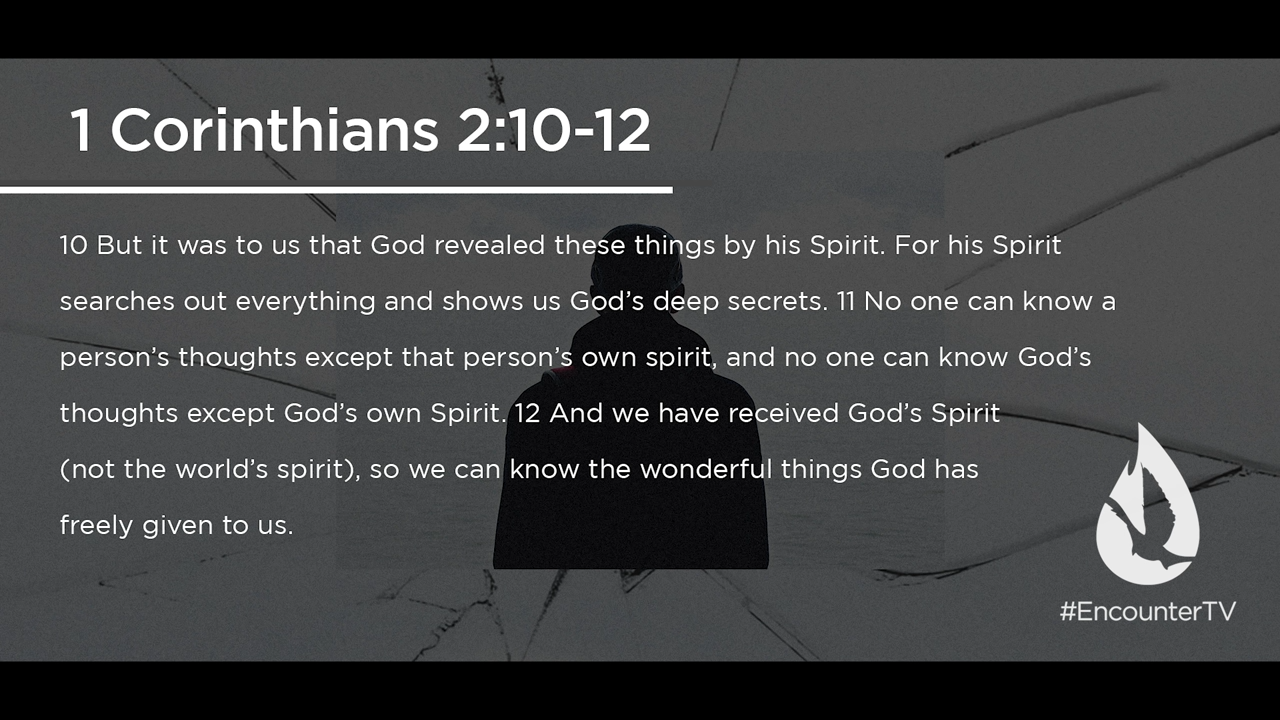 1 Corinthians 2:10-12
10 But it was to us that God revealed these things by his Spirit. For his Spirit
searches out everything and shows us God’s deep secrets. 11 No one can know a
person’s thoughts except that person’s own spirit, and no one can know God’s
thoughts except God’s own Spirit. 12 And we have received God’s Spirit
(not the world’s spirit), so we can know the wonderful things God has
freely given to us.
#EncounterTV